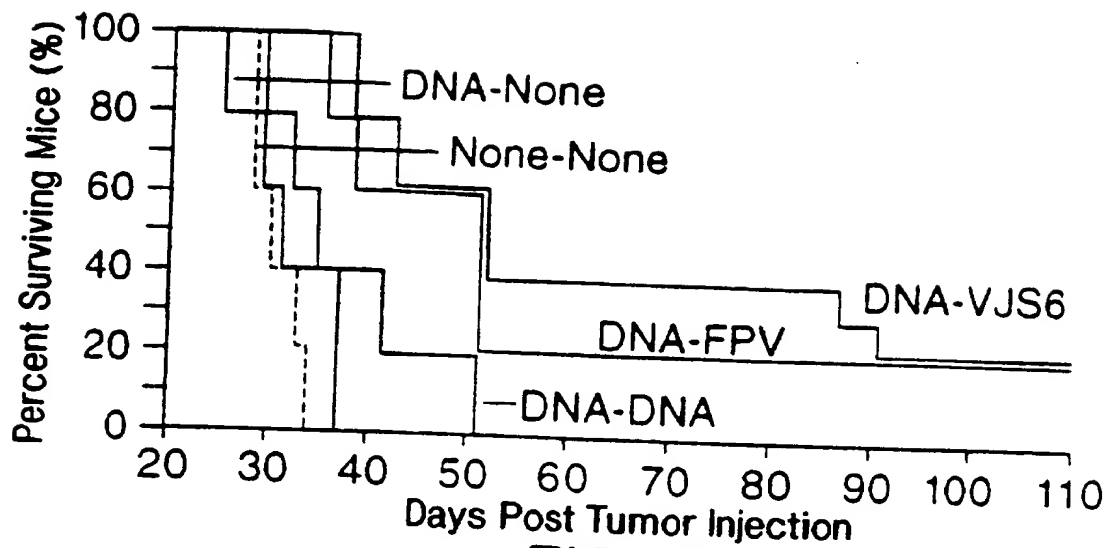 Percent Surviving Mice (%)
100
80
60
40
20
0
DNA-None
None-None
DNA-VJS6
DNA-FPV
DNA-DNA
20 30 40 50 60 70 80 90 100 110
Days Post Tumor Injection